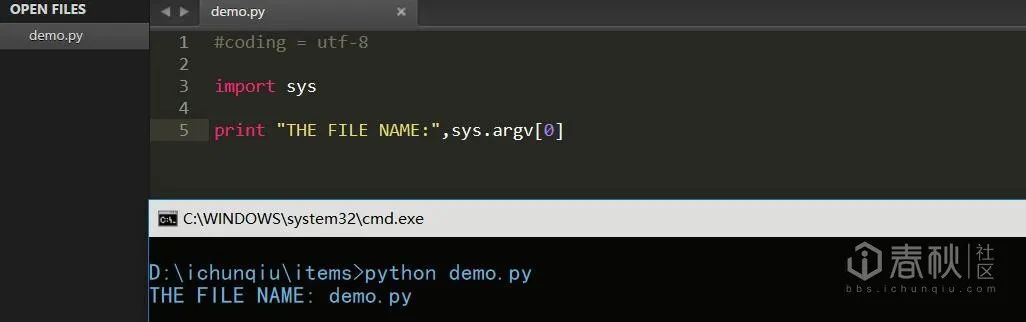 OPEN FILES
demo.py
demo.py ×
1 #coding = utf-8
2
3 import sys
4
5 print "THE FILE NAME:",sys.argv[0]
C:\WINDOWS\system32\cmd.exe
D:\ichunqiu\items>python demo.py
THE FILE NAME: demo.py
春秋 社区
bbs.ichunqiu.com